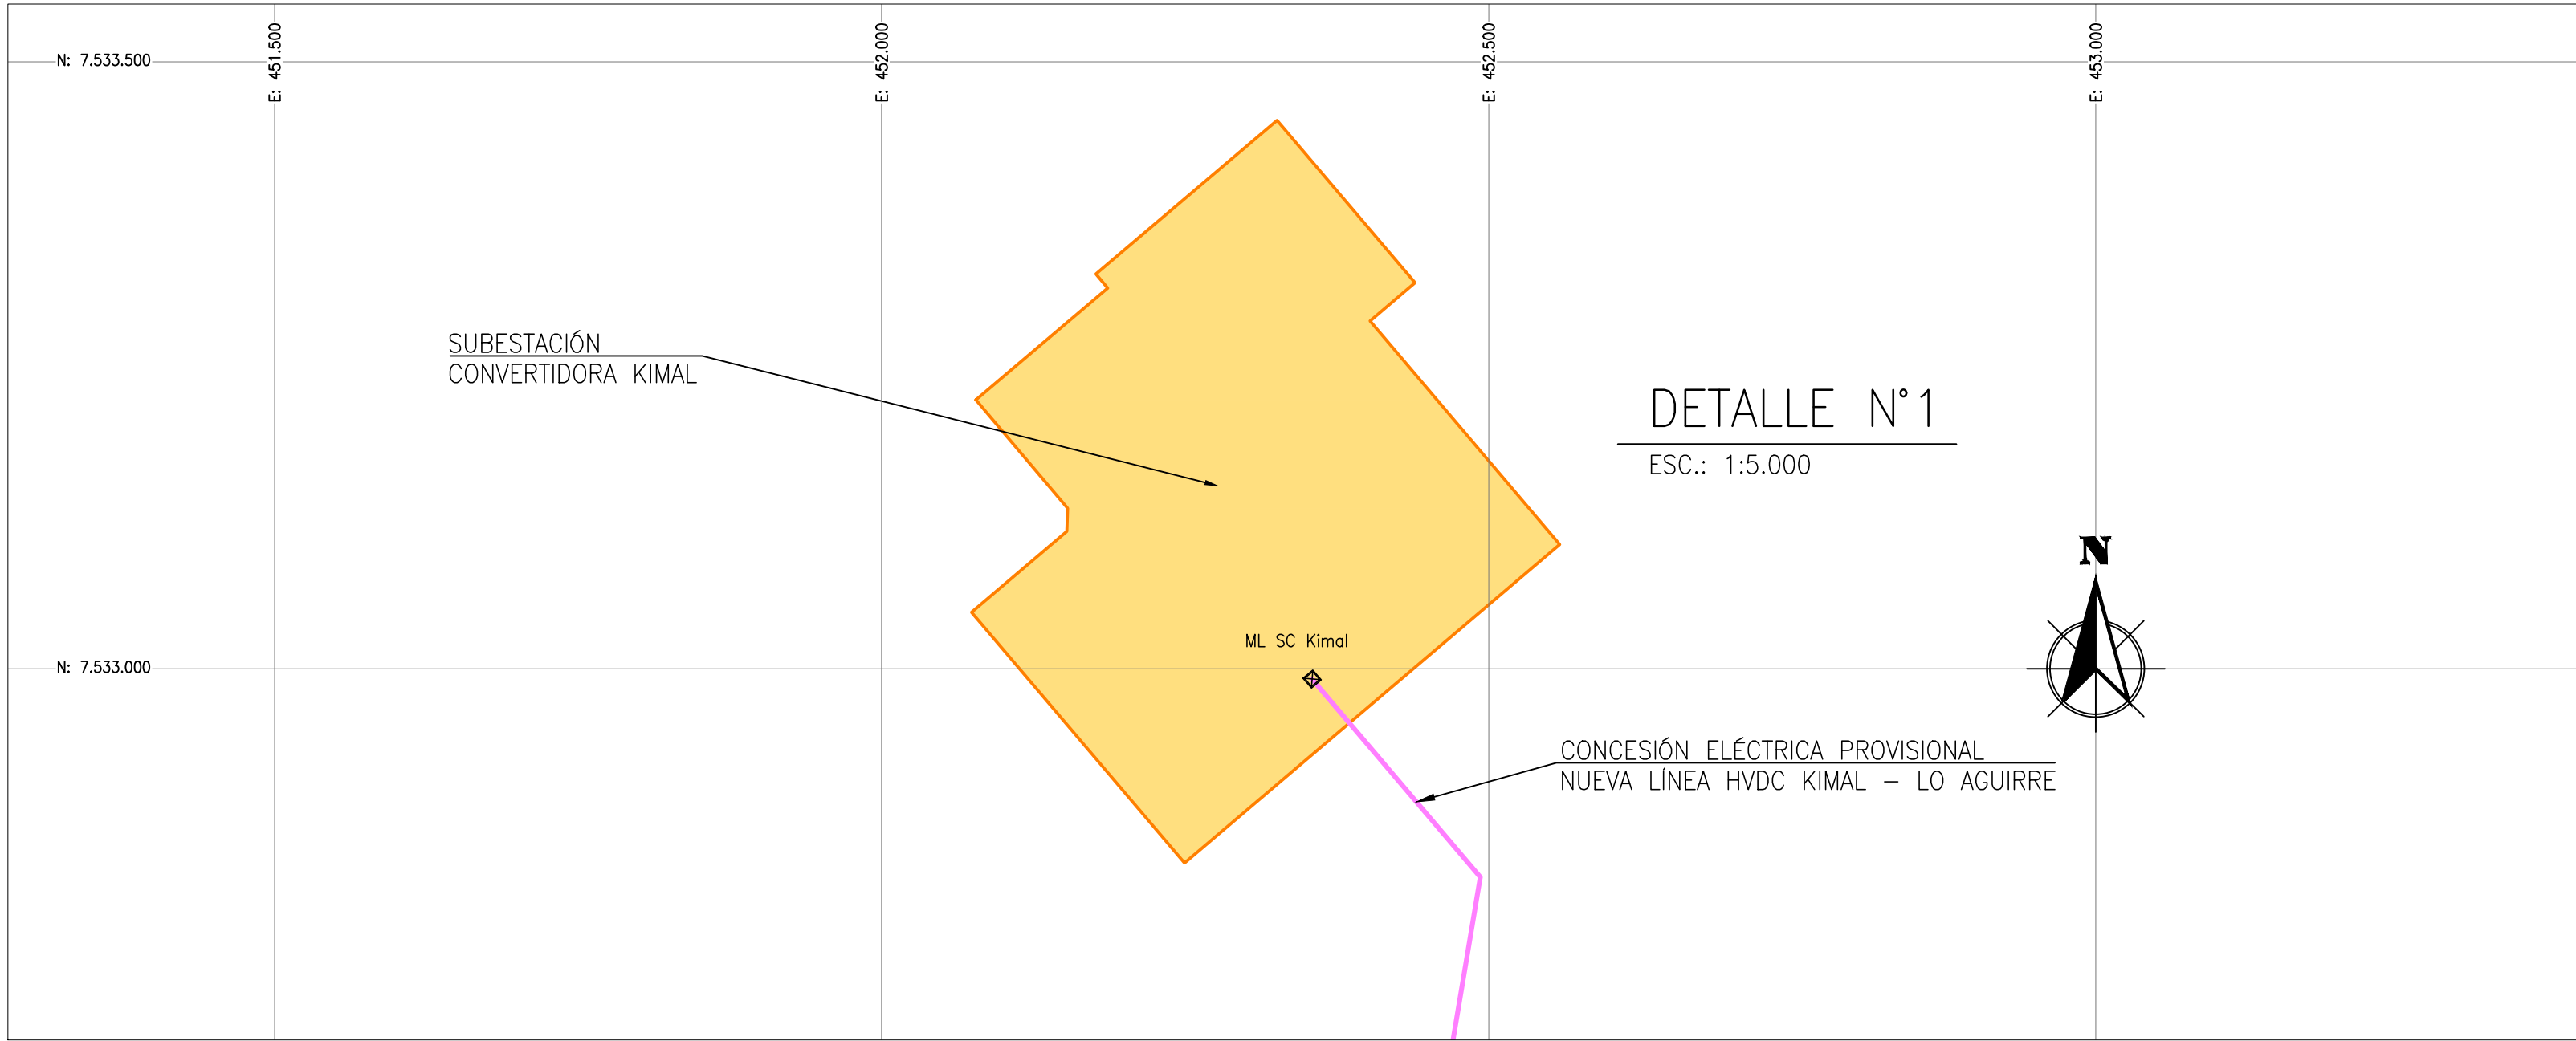 E: 451.500
E: 452.000
E: 452.500
E: 453.000
N: 7.533.500
SUBESTACIÓN
CONVERTIDORA KIMAL
DETALLE N°1
ESC.: 1:5.000
N
ML SC Kimal
N: 7.533.000
CONCESIÓN ELÉCTRICA PROVISIONAL
NUEVA LÍNEA HVDC KIMAL – LO AGUIRRE